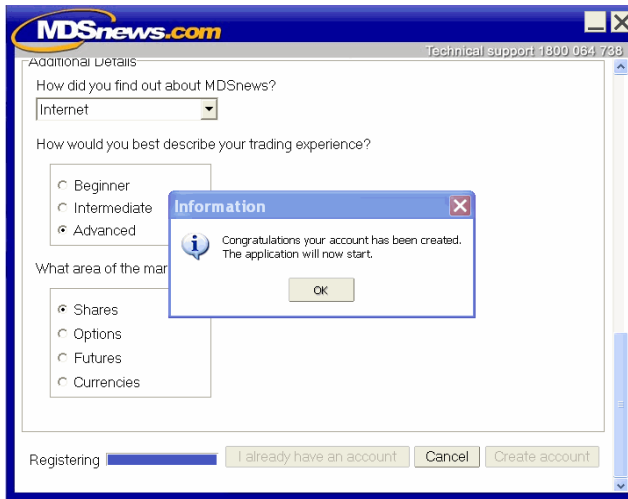 MDSnews.com
Technical support 1800 064 738
Additional Details
How did you find out about MDSnews?
Internet
How would you best describe your trading experience?
Beginner
Intermediate
Advanced
Information
Congratulations your account has been created.
The application will now start.
OK
What area of the mar
Shares
Options
Futures
Currencies
Registering
I already have an account
Cancel
Create account